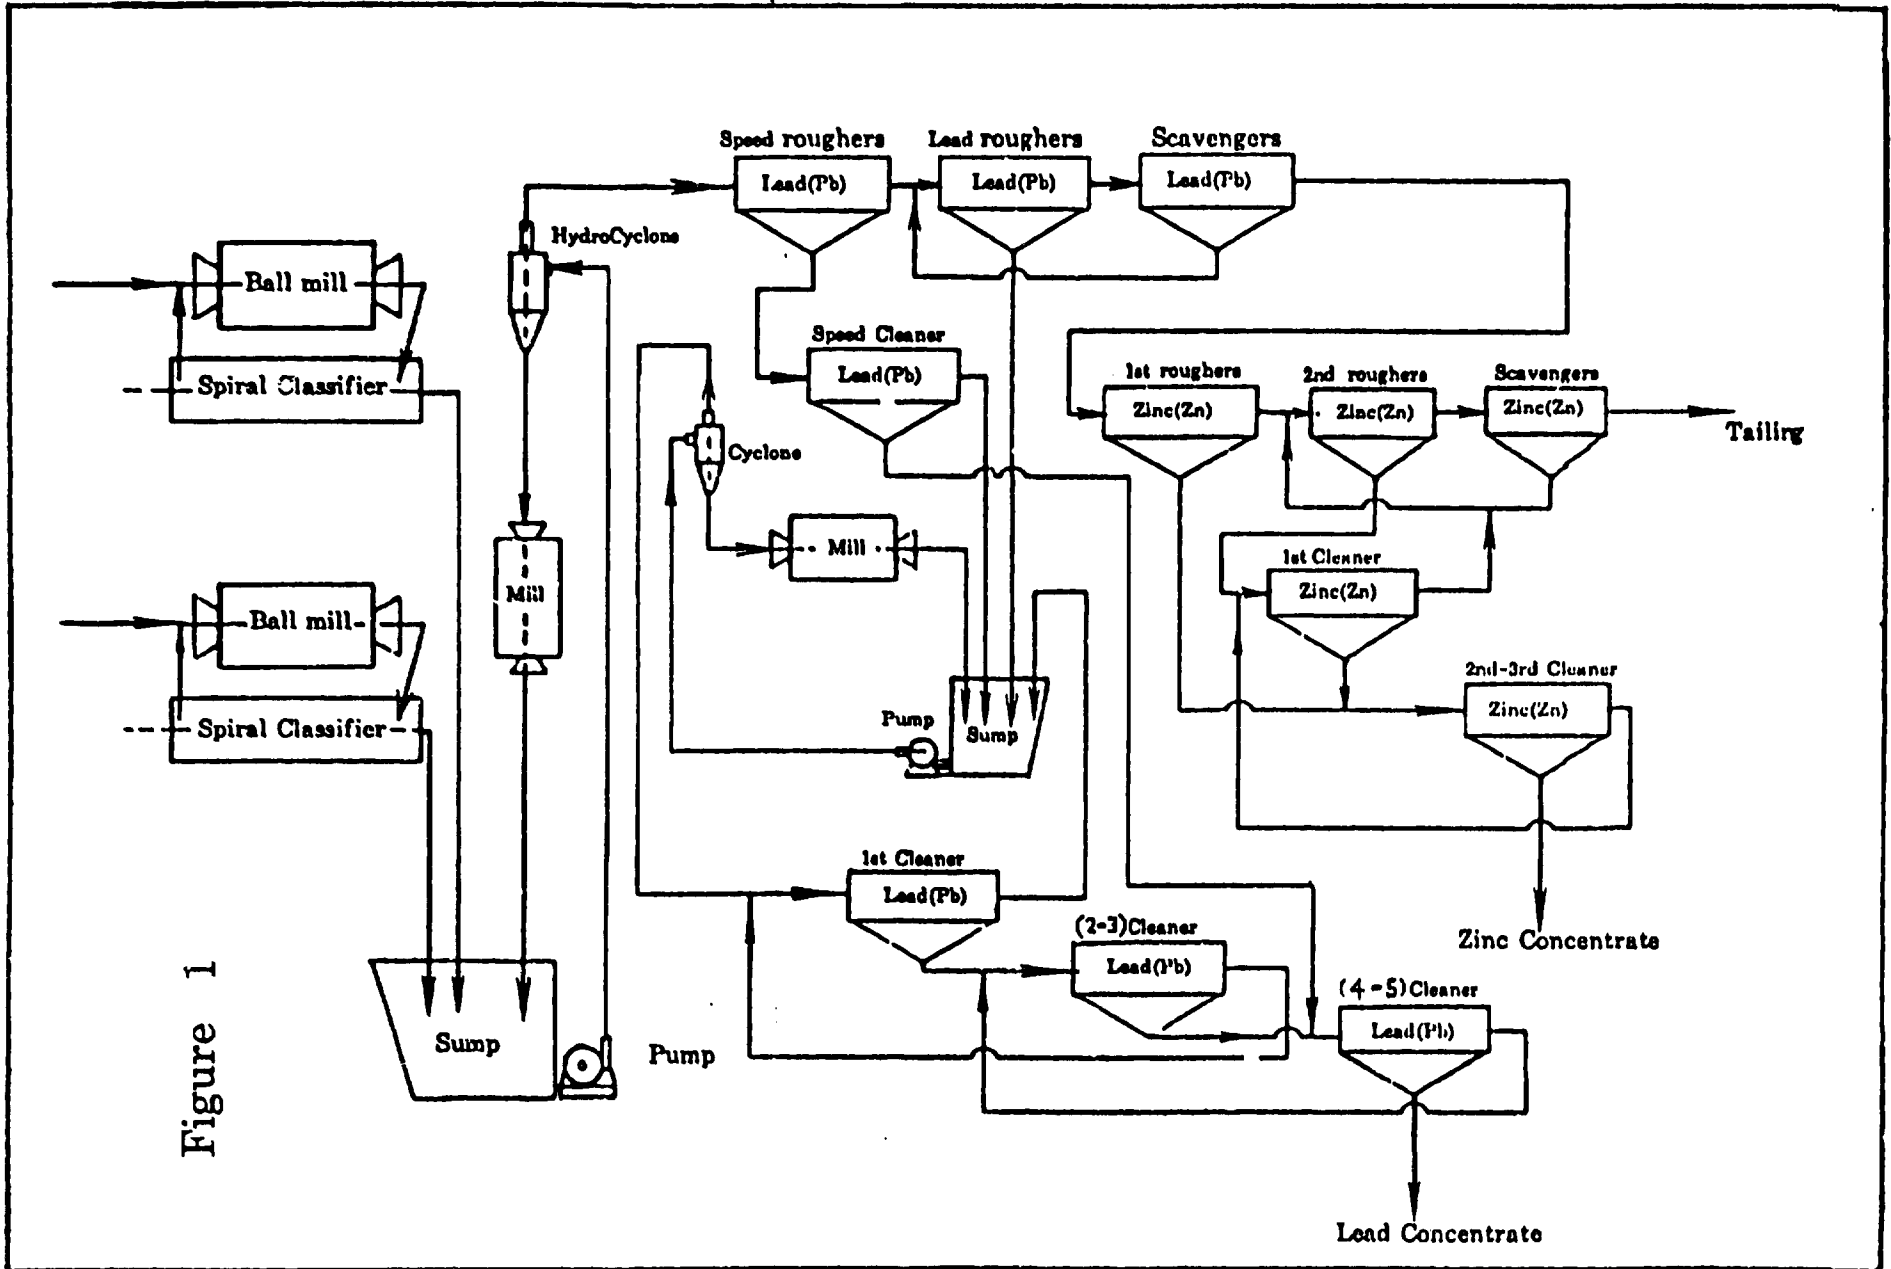 Speed roughers
Lead roughers
Scavengers
Lead(Pb)
Lead(Pb)
Lead(Pb)
HydroCyclone
Ball mill
Spiral Classifier
Speed Cleaner
Lead(Pb)
1st roughers
2nd roughers
Scavengers
Zinc(Zn)
Zinc(Zn)
Zinc(Zn)
Tailing
Cyclone
Mill
1st Cleaner
Zinc(Zn)
Mill
Ball mill
Spiral Classifier
2nd-3rd Cleaner
Zinc(Zn)
Pump
Sump
1st Cleaner
Lead(Pb)
(2-3)Cleaner
Lead(Pb)
Zinc Concentrate
(4-5)Cleaner
Lead(Pb)
Sump
Pump
Figure 1
Lead Concentrate